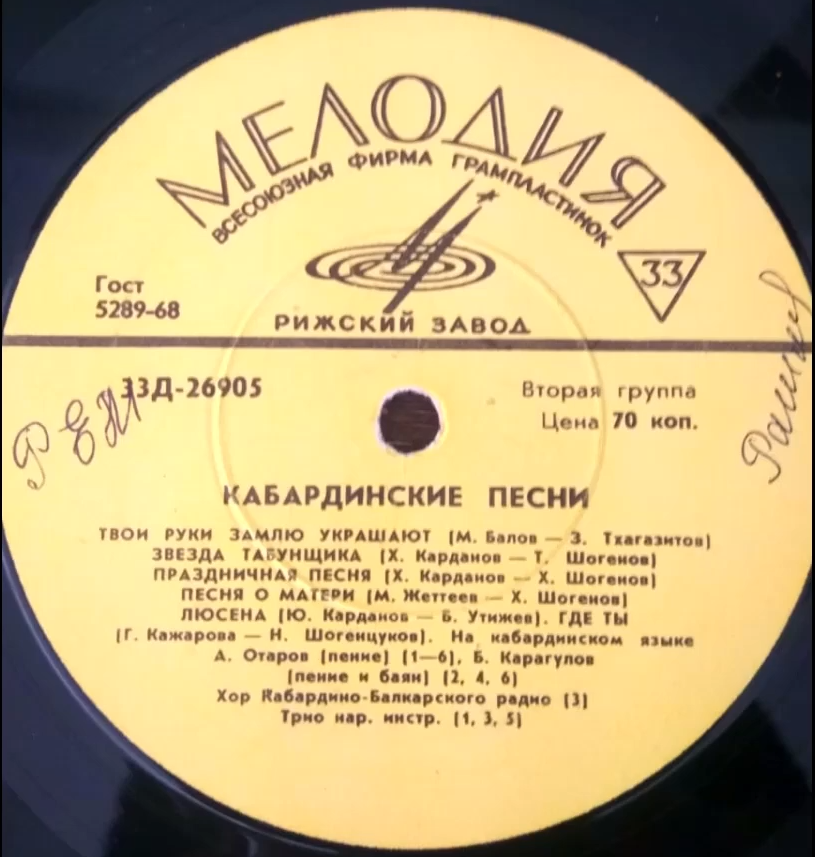 МЕЛОДИЯ
ВСЕСОЮЗНАЯ ФИРМА ГРАМПЛАСТИНОК
33
Гост
5289-68
РИЖСКИЙ ЗАВОД
33Д-26905
Вторая группа
Цена 70 коп.
КАБАРДИНСКИЕ ПЕСНИ
ТВОИ РУКИ ЗАМЛЮ УКРАШАЮТ (М. Балов — З. Тхагазитов)
ЗВЕЗДА ТАБУНЩИКА (Х. Карданов — Т. Шогенов)
ПРАЗДНИЧНАЯ ПЕСНЯ (Х. Карданов — Х. Шогенов)
ПЕСНЯ О МАТЕРИ (М. Жеттеев — Х. Шогенов)
ЛЮСЕНА (Ю. Карданов — Б. Утижев). ГДЕ ТЫ
(Г. Кажарова — Н. Шогенцуков). На кабардинском языке
А. Отаров (пение) (1—6), Б. Карагулов
(пение и баян) (2, 4, 6)
Хор Кабардино-Балкарского радио (3)
Трио нар. инстр. (1, 3, 5)